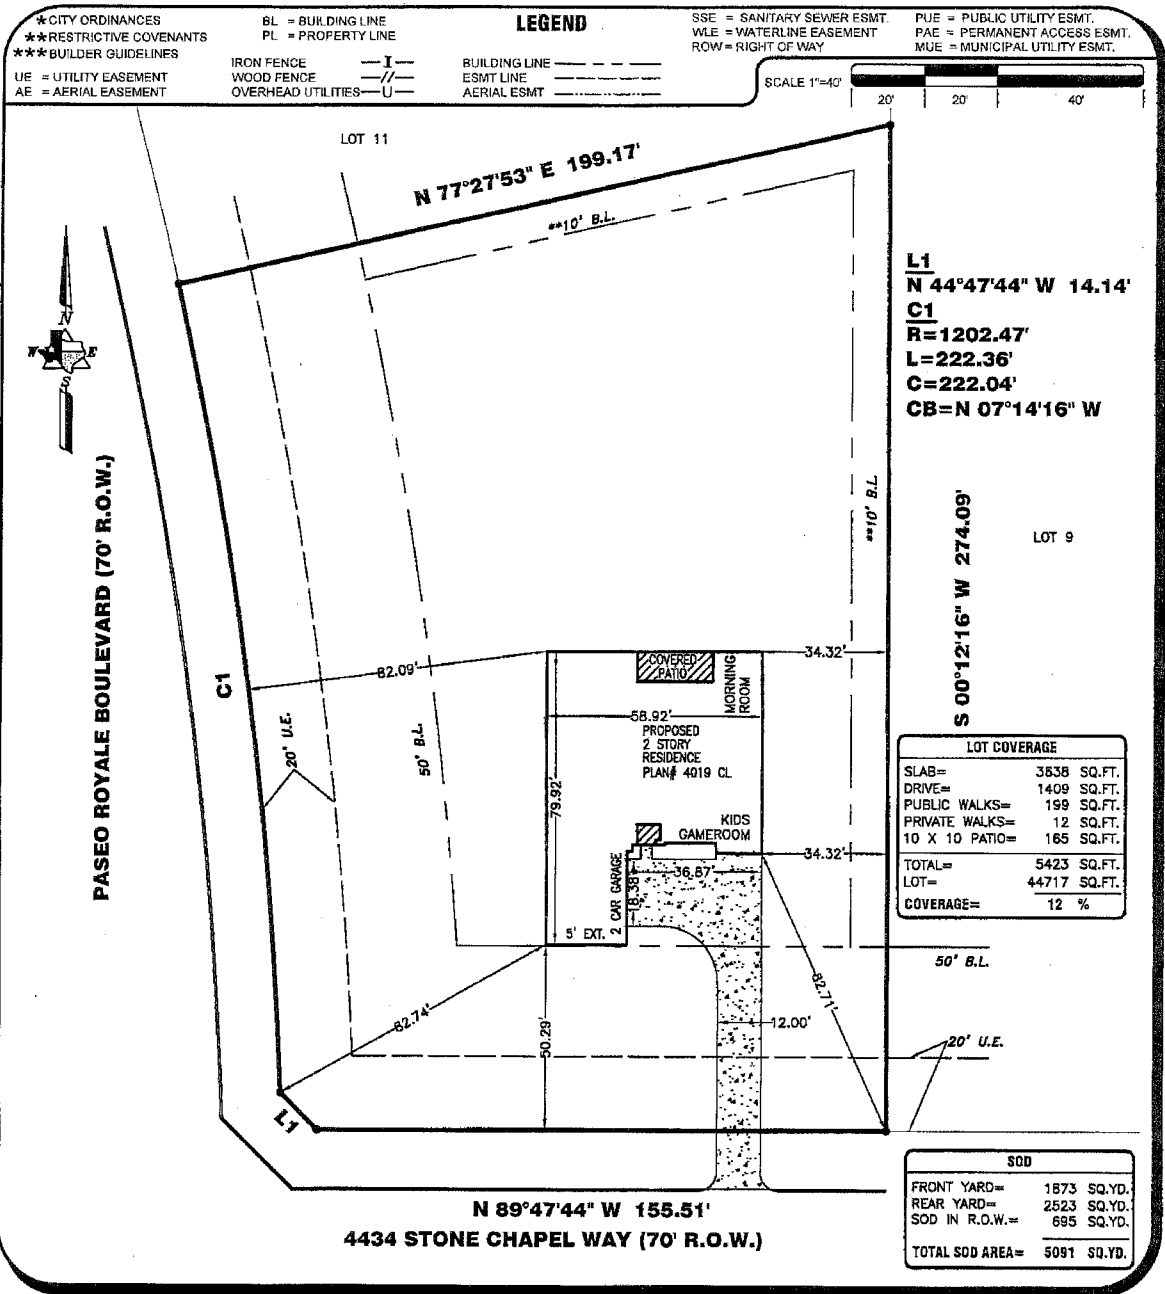 *CITY ORDINANCES
**RESTRICTIVE COVENANTS
***BUILDER GUIDELINES
UE = UTILITY EASEMENT
AE = AERIAL EASEMENT
BL = BUILDING LINE
PL = PROPERTY LINE
IRON FENCE I
WOOD FENCE //
OVERHEAD UTILITIES U
LEGEND
BUILDING LINE
ESMT LINE
AERIAL ESMT
SSE = SANITARY SEWER ESMT.
WLE = WATERLINE EASEMENT
ROW = RIGHT OF WAY
PUE = PUBLIC UTILITY ESMT.
PAE = PERMANENT ACCESS ESMT.
MUE = MUNICIPAL UTILITY ESMT.
SCALE 1"=40'
20' 20' 40'
LOT 11
N 77°27'53" E 199.17'
**10' B.L.
L1
N 44°47'44" W 14.14'
C1
R=1202.47'
L=222.36'
C=222.04'
CB=N 07°14'16" W
N
W E
S
PASEO ROYALE BOULEVARD (70' R.O.W.)
C1
**10' B.L.
S 00°12'16" W 274.09'
LOT 9
82.09'
34.32'
COVERED
PATIO
MORNING
ROOM
58.92'
PROPOSED
2 STORY
RESIDENCE
PLAN# 4019 CL
20' U.E.
50' B.L.
79.92'
KIDS
GAMEROOM
34.32'
36.87'
18.38'
2 CAR GARAGE
5' EXT.
LOT COVERAGE
SLAB= 3638 SQ.FT.
DRIVE= 1409 SQ.FT.
PUBLIC WALKS= 199 SQ.FT.
PRIVATE WALKS= 12 SQ.FT.
10 X 10 PATIO= 165 SQ.FT.
TOTAL= 5423 SQ.FT.
LOT= 44717 SQ.FT.
COVERAGE= 12 %
50' B.L.
82.74'
50.29'
82.71'
12.00'
20' U.E.
L1
SOD
FRONT YARD= 1873 SQ.YD.
REAR YARD= 2523 SQ.YD.
SOD IN R.O.W.= 695 SQ.YD.
TOTAL SOD AREA= 5091 SQ.YD.
N 89°47'44" W 155.51'
4434 STONE CHAPEL WAY (70' R.O.W.)